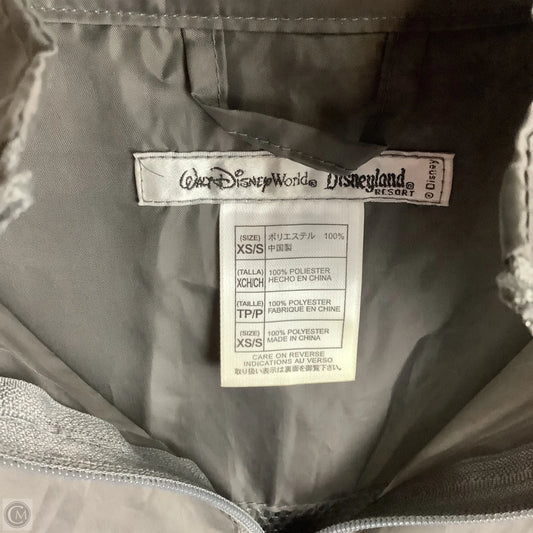 Walt Disney World® Disneyland® RESORT © Disney
(SIZE) XS/S ポリエステル 100% 中国製
(TALLA) XCH/CH 100% POLIESTER HECHO EN CHINA
(TAILLE) TP/P 100% POLYESTER FABRIQUE EN CHINE
(SIZE) XS/S 100% POLYESTER MADE IN CHINA
CARE ON REVERSE
INDICATIONS AU VERSO
取り扱い表示は裏面を御覧下さい
CM